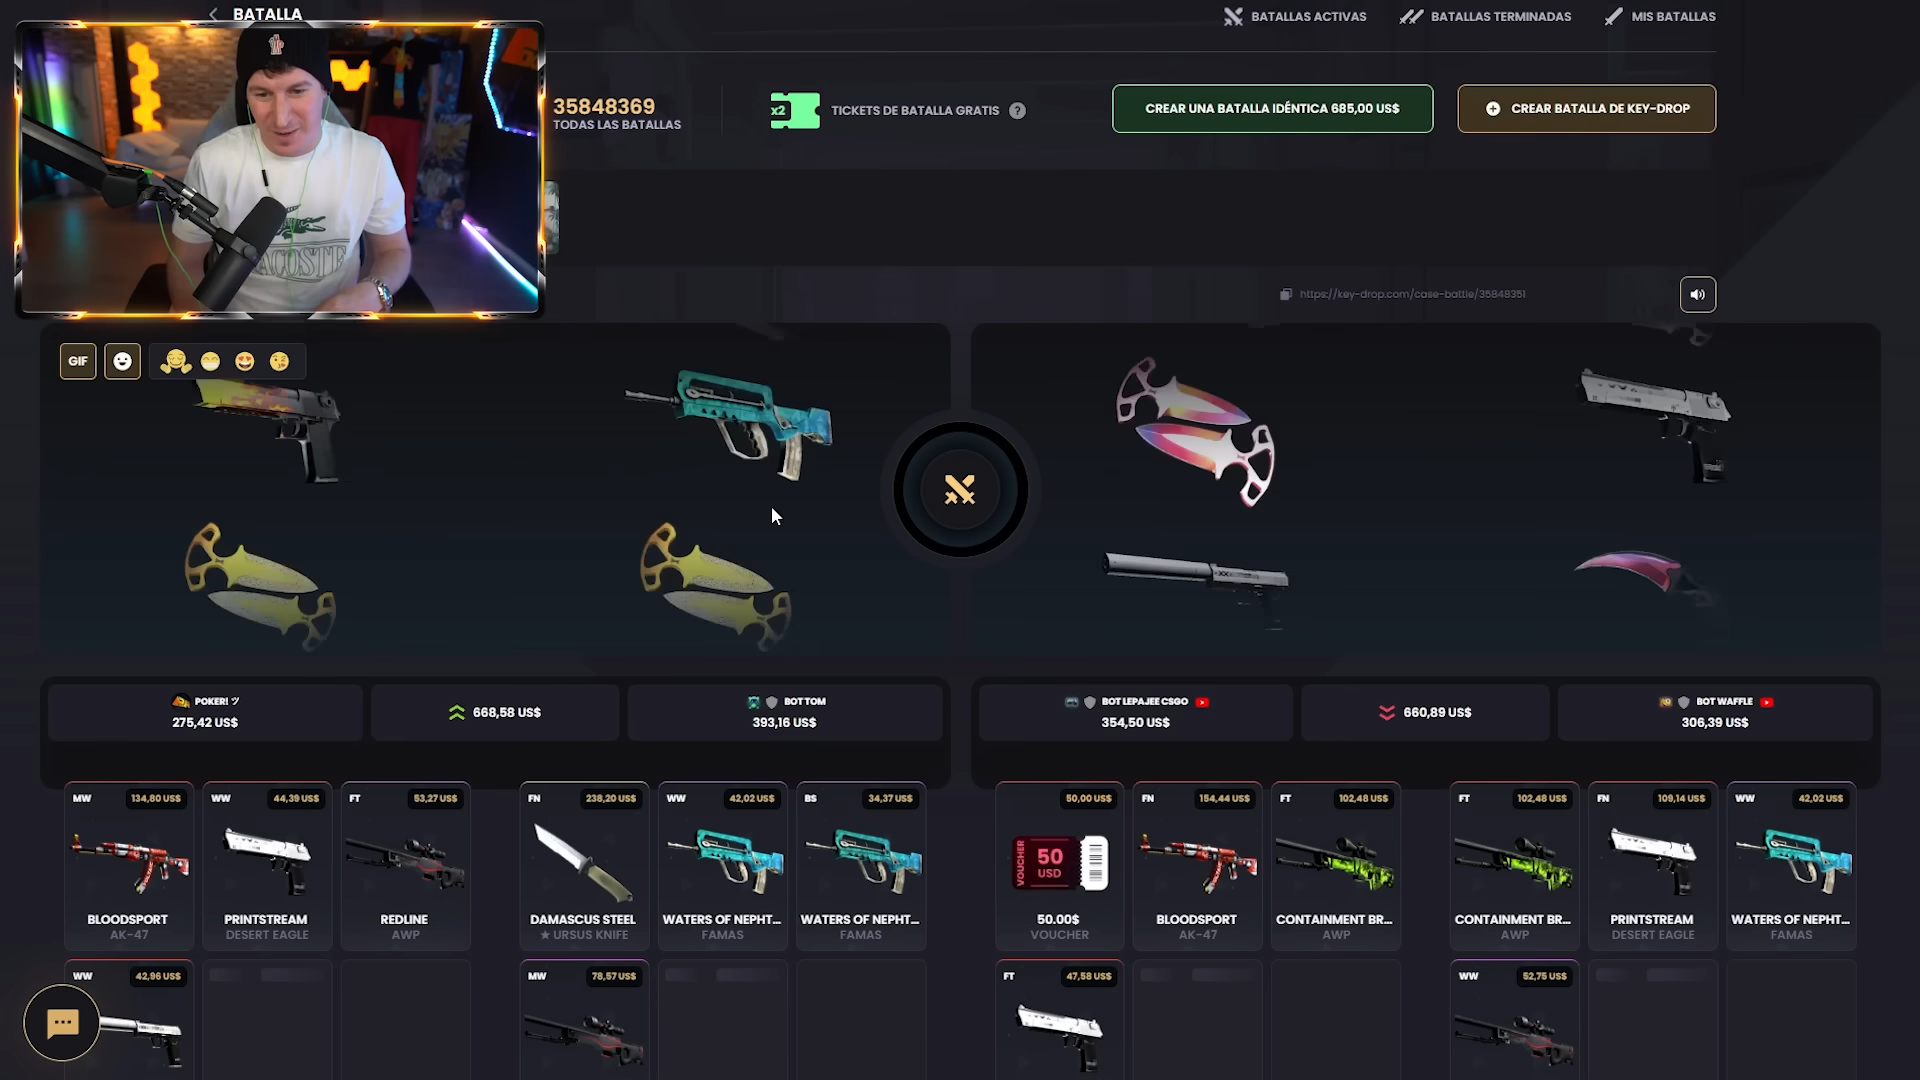 BATALLA
BATALLAS ACTIVAS
BATALLAS TERMINADAS
MIS BATALLAS
35848369
TODAS LAS BATALLAS
x2
TICKETS DE BATALLA GRATIS ?
CREAR UNA BATALLA IDÉNTICA 685,00 US$
CREAR BATALLA DE KEY-DROP
LACOSTE
https://key-drop.com/case-battle/35848351
GIF
POKER! ツ
275,42 US$
668,58 US$
BOT TOM
393,16 US$
BOT LEPAJEE CSGO
354,50 US$
660,89 US$
BOT WAFFLE
306,39 US$
MW 134,80 US$
BLOODSPORT
AK-47
WW 44,39 US$
PRINTSTREAM
DESERT EAGLE
FT 53,27 US$
REDLINE
AWP
FN 238,20 US$
DAMASCUS STEEL
★ URSUS KNIFE
WW 42,02 US$
WATERS OF NEPHT...
FAMAS
BS 34,37 US$
WATERS OF NEPHT...
FAMAS
50,00 US$
VOUCHER
50
USD
50.00$
VOUCHER
FN 154,44 US$
BLOODSPORT
AK-47
FT 102,48 US$
CONTAINMENT BR...
AWP
FT 102,48 US$
CONTAINMENT BR...
AWP
FN 109,14 US$
PRINTSTREAM
DESERT EAGLE
WW 42,02 US$
WATERS OF NEPHT...
FAMAS
WW 42,96 US$
MW 78,57 US$
FT 47,58 US$
WW 52,75 US$